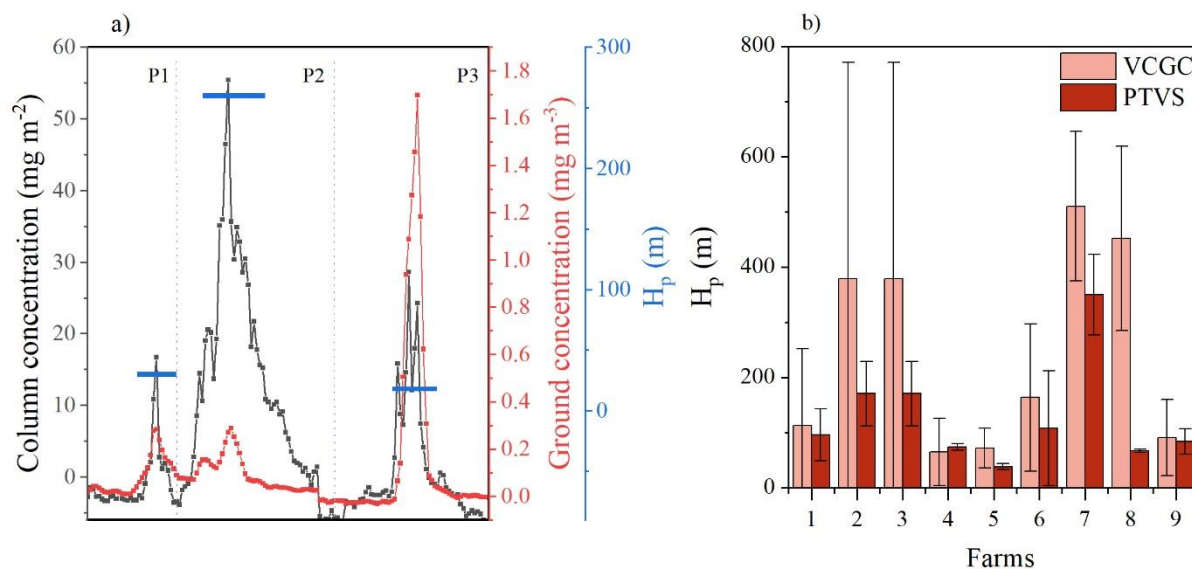 a)
P1
P2
P3
Column concentration (mg m⁻²)
60
50
40
30
20
10
0
1.8
1.6
1.4
1.2
1.0
0.8
0.6
0.4
0.2
0.0
Ground concentration (mg m⁻³)
300
200
100
0
Hₚ (m)
b)
VCGC
PTVS
Hₚ (m)
800
600
400
200
0
1 2 3 4 5 6 7 8 9
Farms